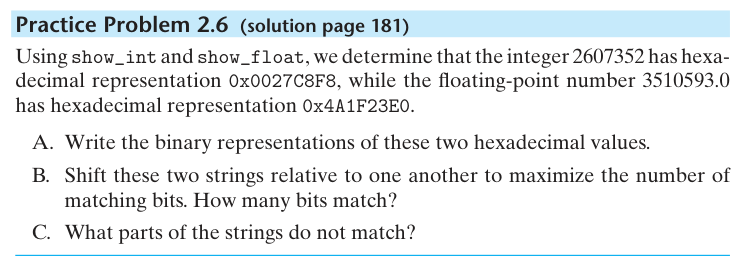 Practice Problem 2.6 (solution page 181)
Using show_int and show_float, we determine that the integer 2607352 has hexa-
decimal representation 0x0027C8F8, while the floating-point number 3510593.0
has hexadecimal representation 0x4A1F23E0.
A. Write the binary representations of these two hexadecimal values.
B. Shift these two strings relative to one another to maximize the number of
matching bits. How many bits match?
C. What parts of the strings do not match?